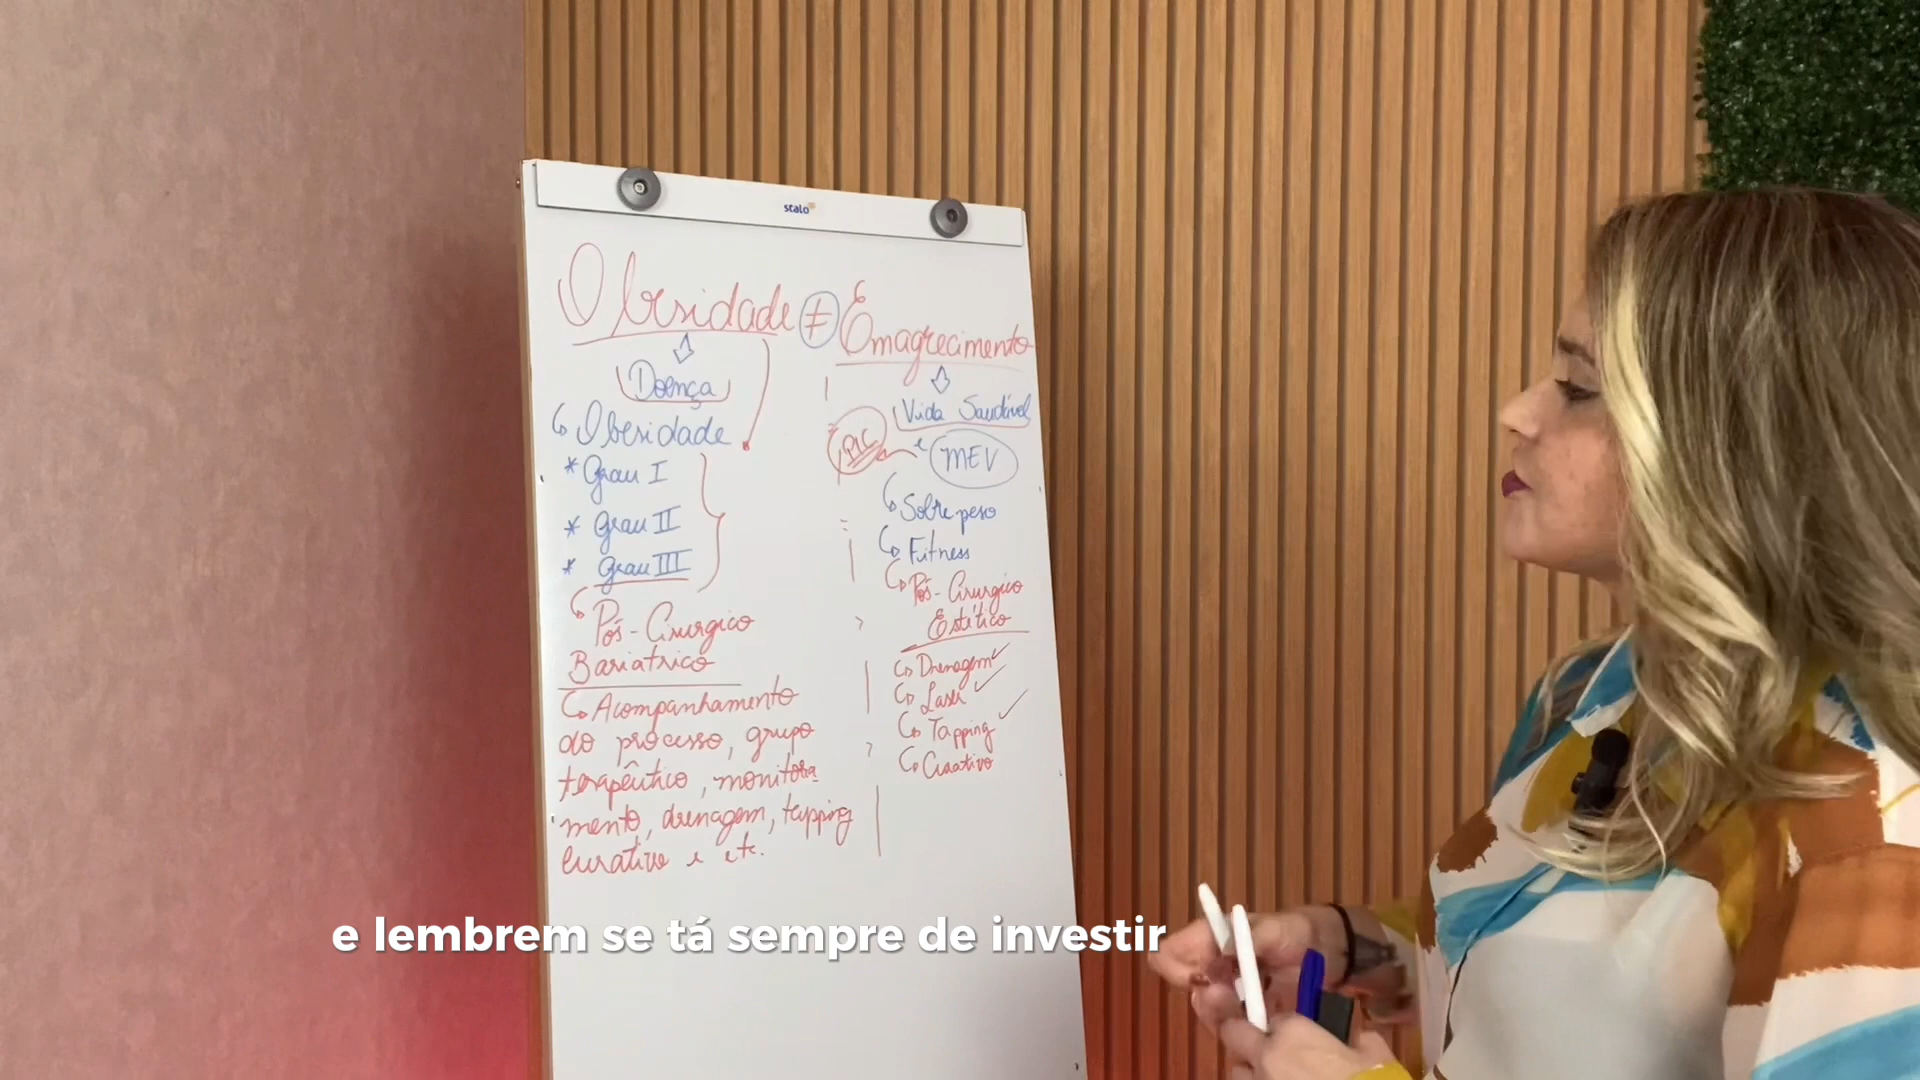 stalo
Obesidade ≠ Emagrecimento
Doença
↳ Obesidade
* Grau I
* Grau II
* Grau III
↳ Pós-Cirurgico
Bariatrico
↳ Acompanhamento
do processo, grupo
terapêutico, monitora
mento, drenagem, tapping
curativo e etc.
Vida Saudável
e MEV
PIC
↳ Sobrepeso
↳ Fitness
↳ Pós-Cirurgico
Estético
↳ Drenagem ✓
↳ Laser ✓
↳ Tapping ✓
↳ Curativo
e lembrem se tá sempre de investir